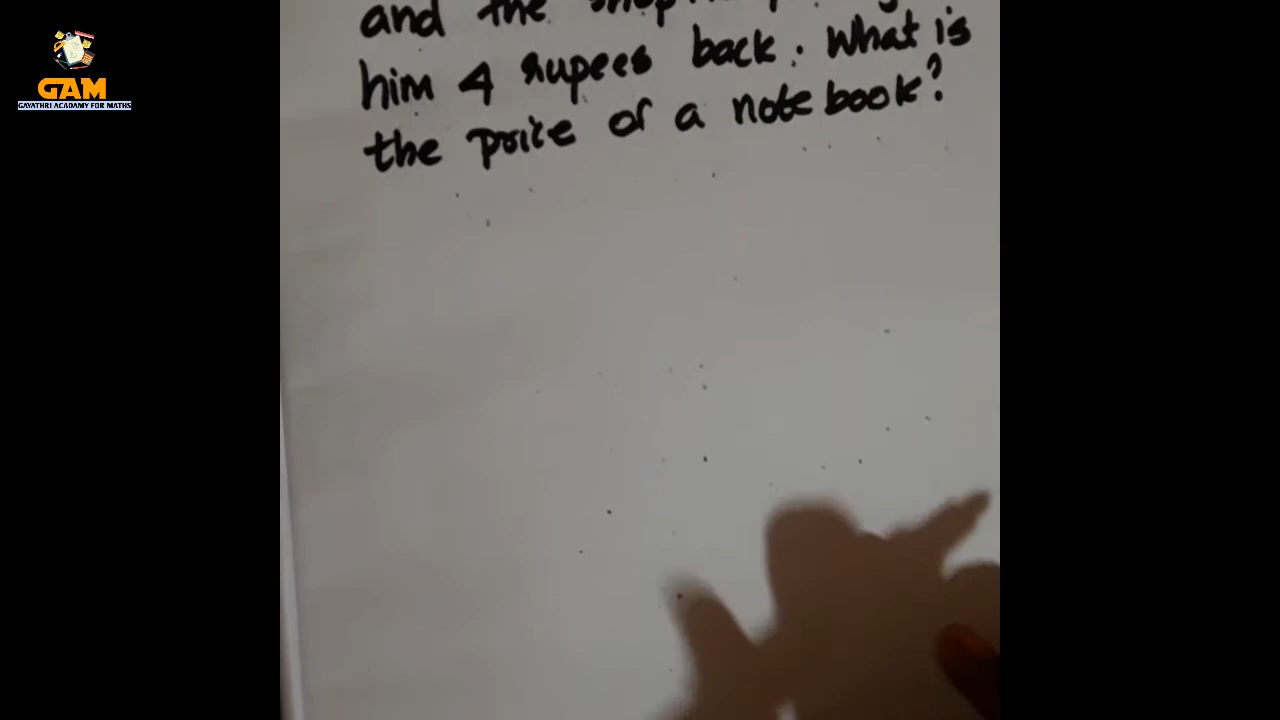 GAM
GAYATHRI ACADAMY FOR MATHS
and the
him 4 rupees back. What is
the price of a notebook?